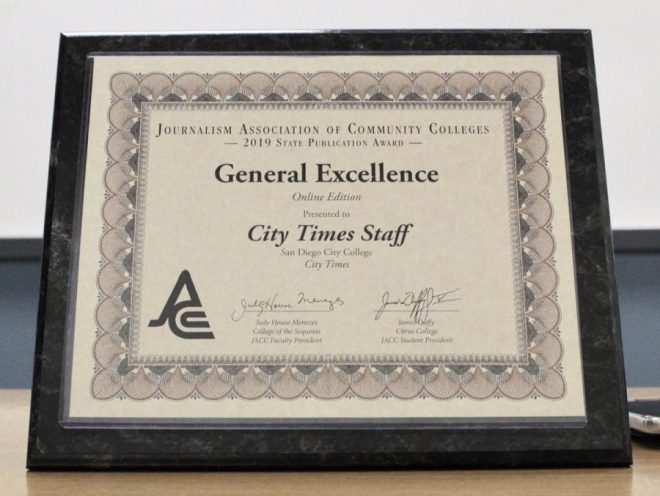 JOURNALISM ASSOCIATION OF COMMUNITY COLLEGES
— 2019 STATE PUBLICATION AWARD —
General Excellence
Online Edition
Presented to
City Times Staff
San Diego City College
City Times
Judy House Menezes
James Duffy
College of the Sequoias
Citrus College
JACC Faculty President
JACC Student President